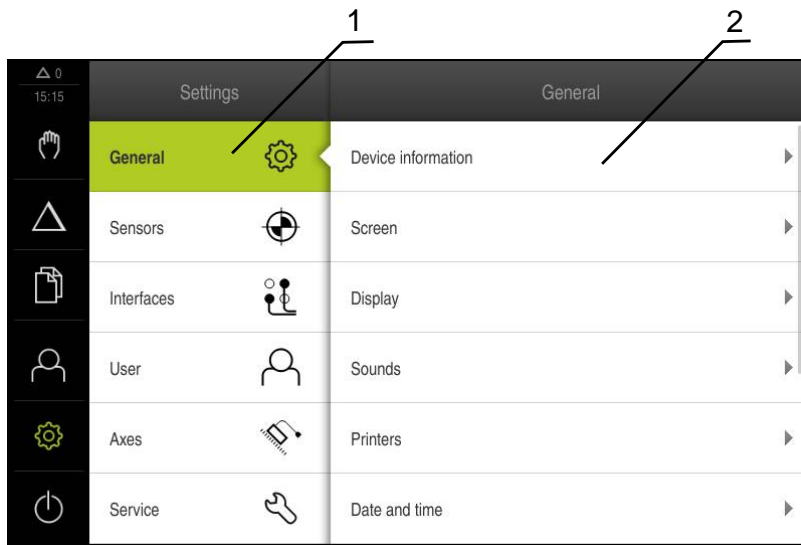 1
2
0
15:15
Settings
General
General
Sensors
Interfaces
User
Axes
Service
Device information
Screen
Display
Sounds
Printers
Date and time